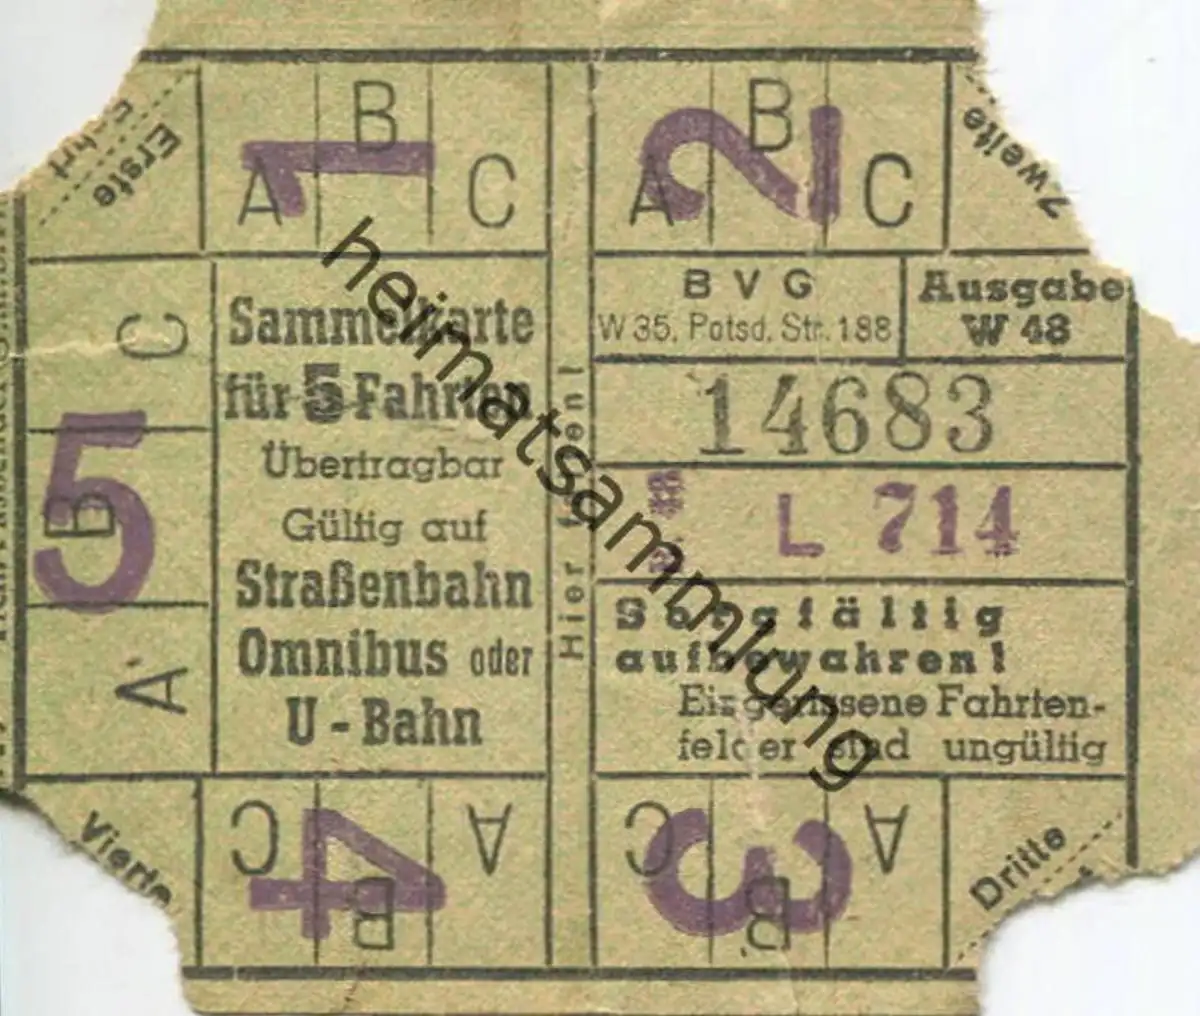 Erste
Fahrt
A B C
1
A B C
2
Zweite
C
B
A
5
Sammelkarte
für 5 Fahrten
Übertragbar
Gültig auf
Straßenbahn
Omnibus oder
U-Bahn
Hier
BVG
W 35, Potsd. Str. 188
Ausgabe
W 48
14683
L 714
Sorgfältig
aufbewahren!
Eingerissene Fahrten-
felder sind ungültig
Vierte
C B A
4
C B A
3
Dritte
heimatsammlung